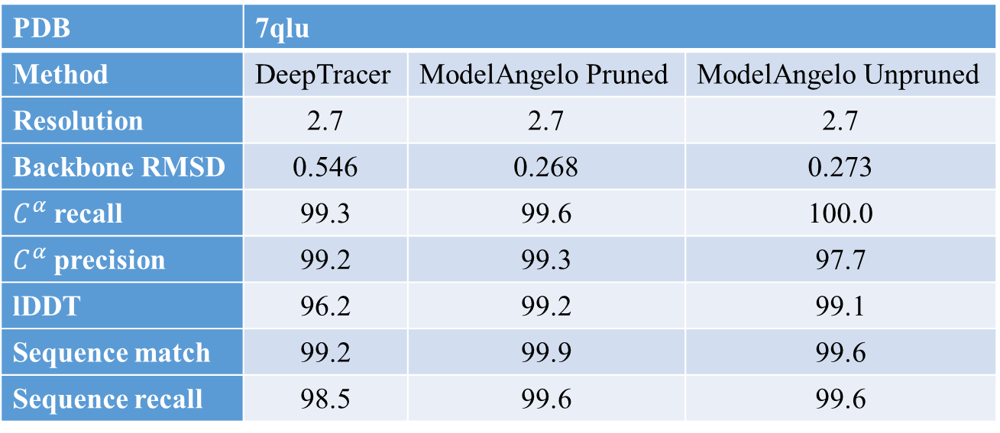 PDB 7qlu
Method DeepTracer ModelAngelo Pruned ModelAngelo Unpruned
Resolution 2.7 2.7 2.7
Backbone RMSD 0.546 0.268 0.273
𝐶^𝛼 recall 99.3 99.6 100.0
𝐶^𝛼 precision 99.2 99.3 97.7
lDDT 96.2 99.2 99.1
Sequence match 99.2 99.9 99.6
Sequence recall 98.5 99.6 99.6